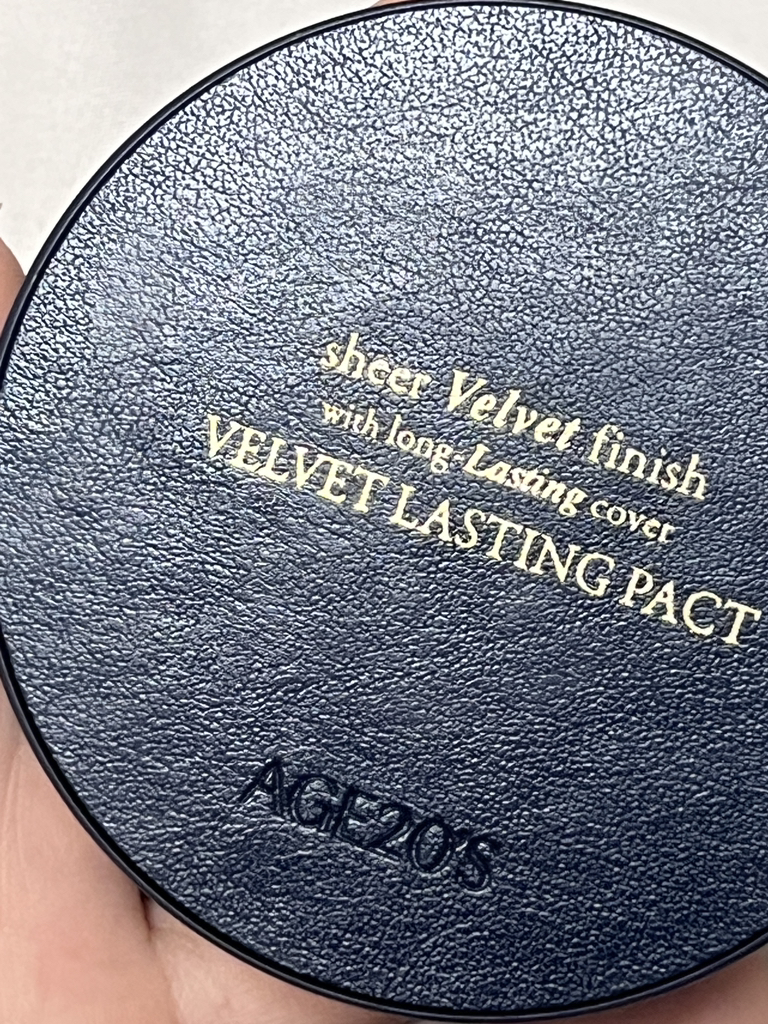 sheer Velvet finish
with long-Lasting cover
VELVET LASTING PACT
AGE20'S